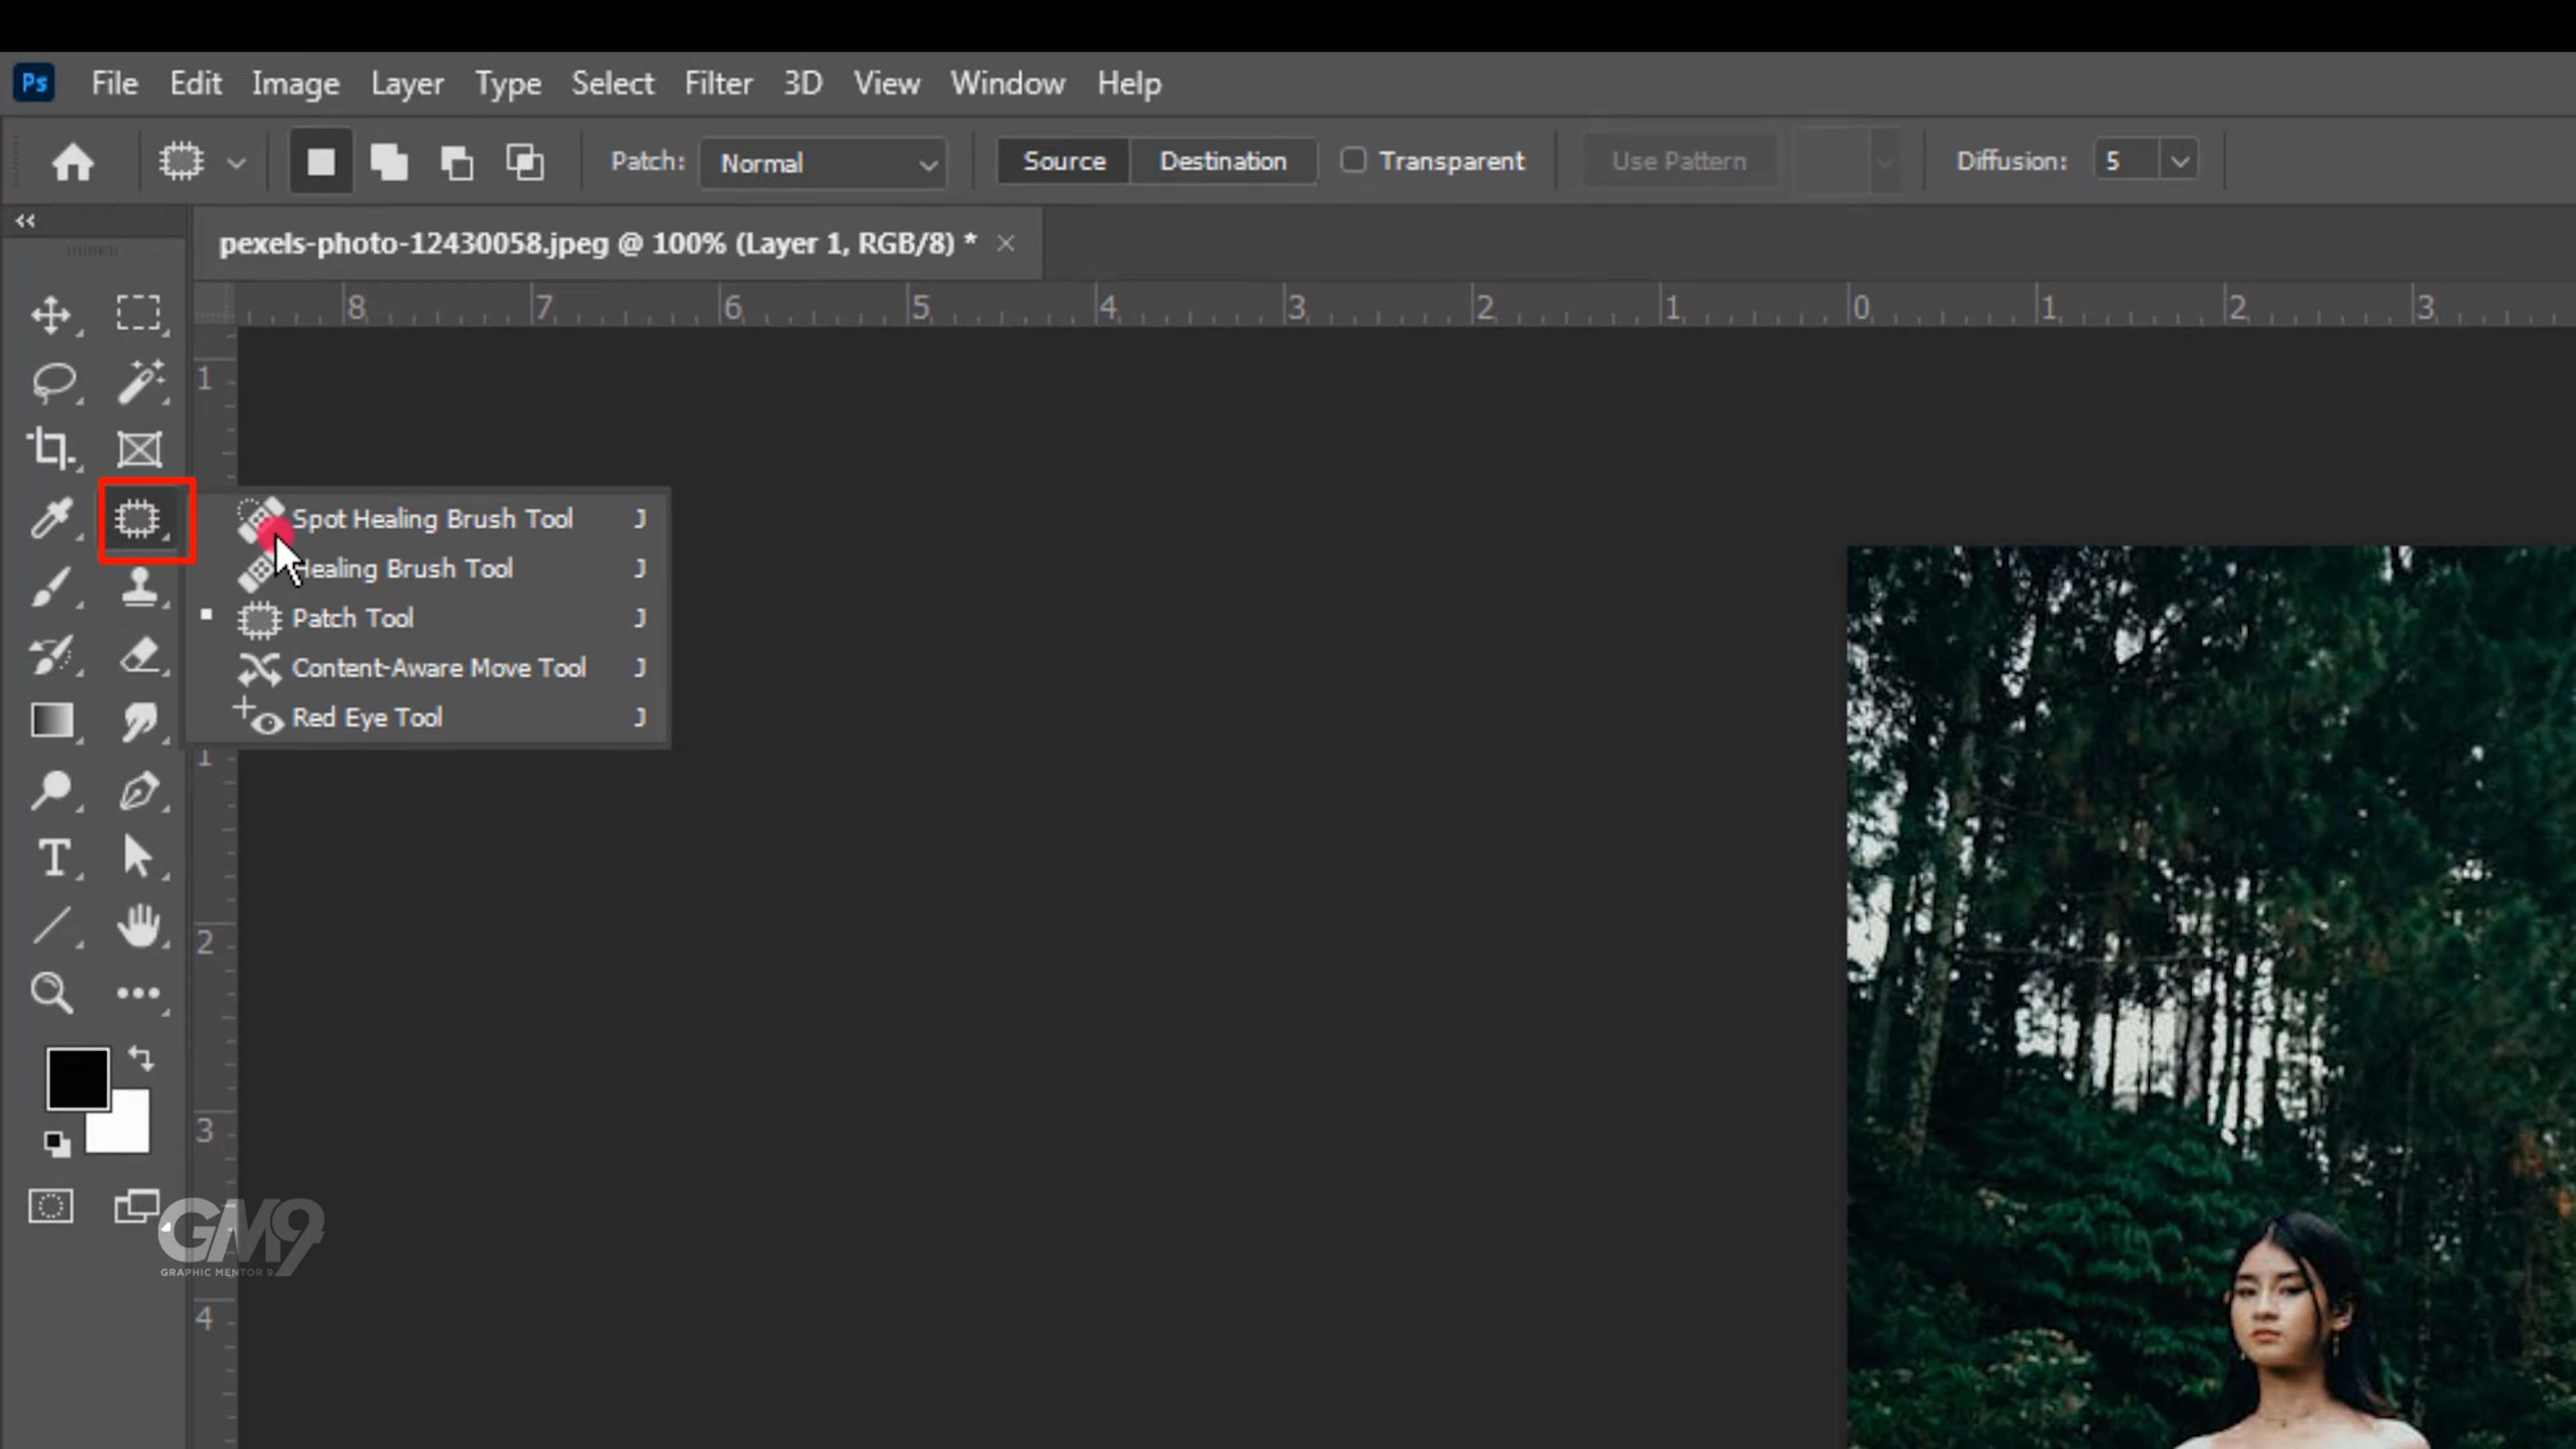 Ps File Edit Image Layer Type Select Filter 3D View Window Help
Patch: Normal Source Destination Transparent Use Pattern Diffusion: 5
pexels-photo-12430058.jpeg @ 100% (Layer 1, RGB/8) *
8 7 6 5 4 3 2 1 0 1 2 3
1
Spot Healing Brush Tool J
Healing Brush Tool J
Patch Tool J
Content-Aware Move Tool J
Red Eye Tool J
1
2
3
4
GM9
GRAPHIC MENTOR 9